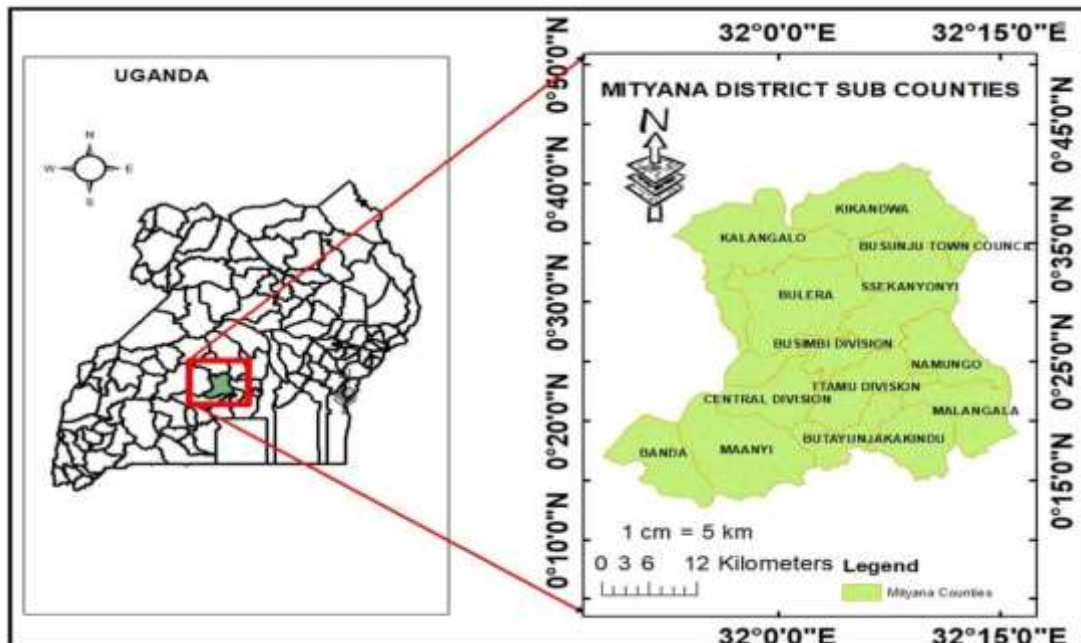 UGANDA
N
W
E
S
32°0'0"E
32°15'0"E
MITYANA DISTRICT SUB COUNTIES
N
KIKANDWA
KALANGALO
BUSUNJU TOWN COUNCE
SSEKANYONYI
BULERA
BUSIMBI DIVISION
NAMUNGO
TTAMU DIVISION
CENTRAL DIVISION
MALANGALA
BUTAYUNJAKAKINDU
BANDA
MAANYI
0°50'0"N
0°40'0"N
0°30'0"N
0°20'0"N
0°10'0"N
0°45'0"N
0°35'0"N
0°25'0"N
0°15'0"N
1 cm = 5 km
0 3 6 12 Kilometers
Legend
Mityana Counties
32°0'0"E
32°15'0"E